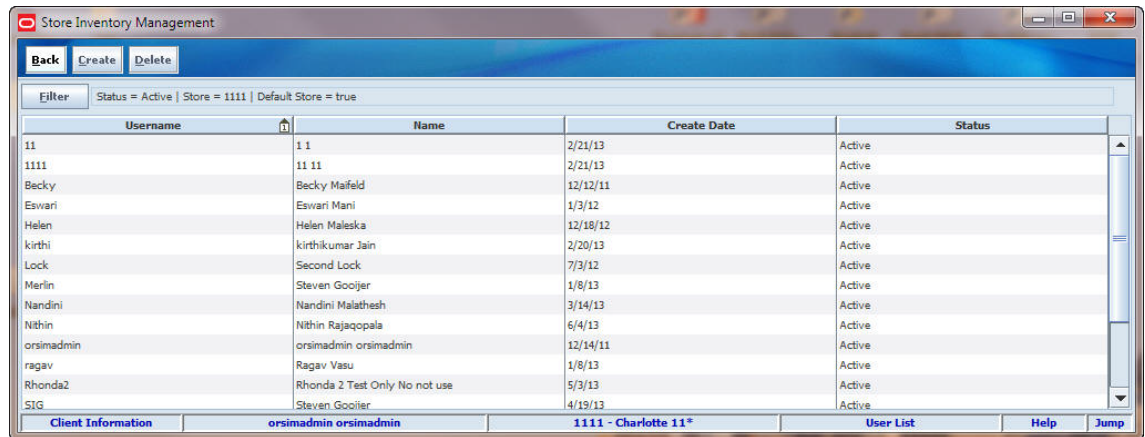 Store Inventory Management
Back Create Delete
Filter Status = Active | Store = 1111 | Default Store = true
Username 1 Name Create Date Status
11 1 1 2/21/13 Active
1111 11 11 2/21/13 Active
Becky Becky Maifeld 12/12/11 Active
Eswari Eswari Mani 1/3/12 Active
Helen Helen Maleska 12/18/12 Active
kirthi kirthikumar Jain 2/20/13 Active
Lock Second Lock 7/3/12 Active
Merlin Steven Gooijer 1/8/13 Active
Nandini Nandini Malathesh 3/14/13 Active
Nithin Nithin Rajagopala 6/4/13 Active
orsimadmin orsimadmin orsimadmin 12/14/11 Active
ragav Ragav Vasu 1/8/13 Active
Rhonda2 Rhonda 2 Test Only No not use 5/3/13 Active
SIG Steven Gooijer 4/19/13 Active
Client Information orsimadmin orsimadmin 1111 - Charlotte 11* User List Help Jump